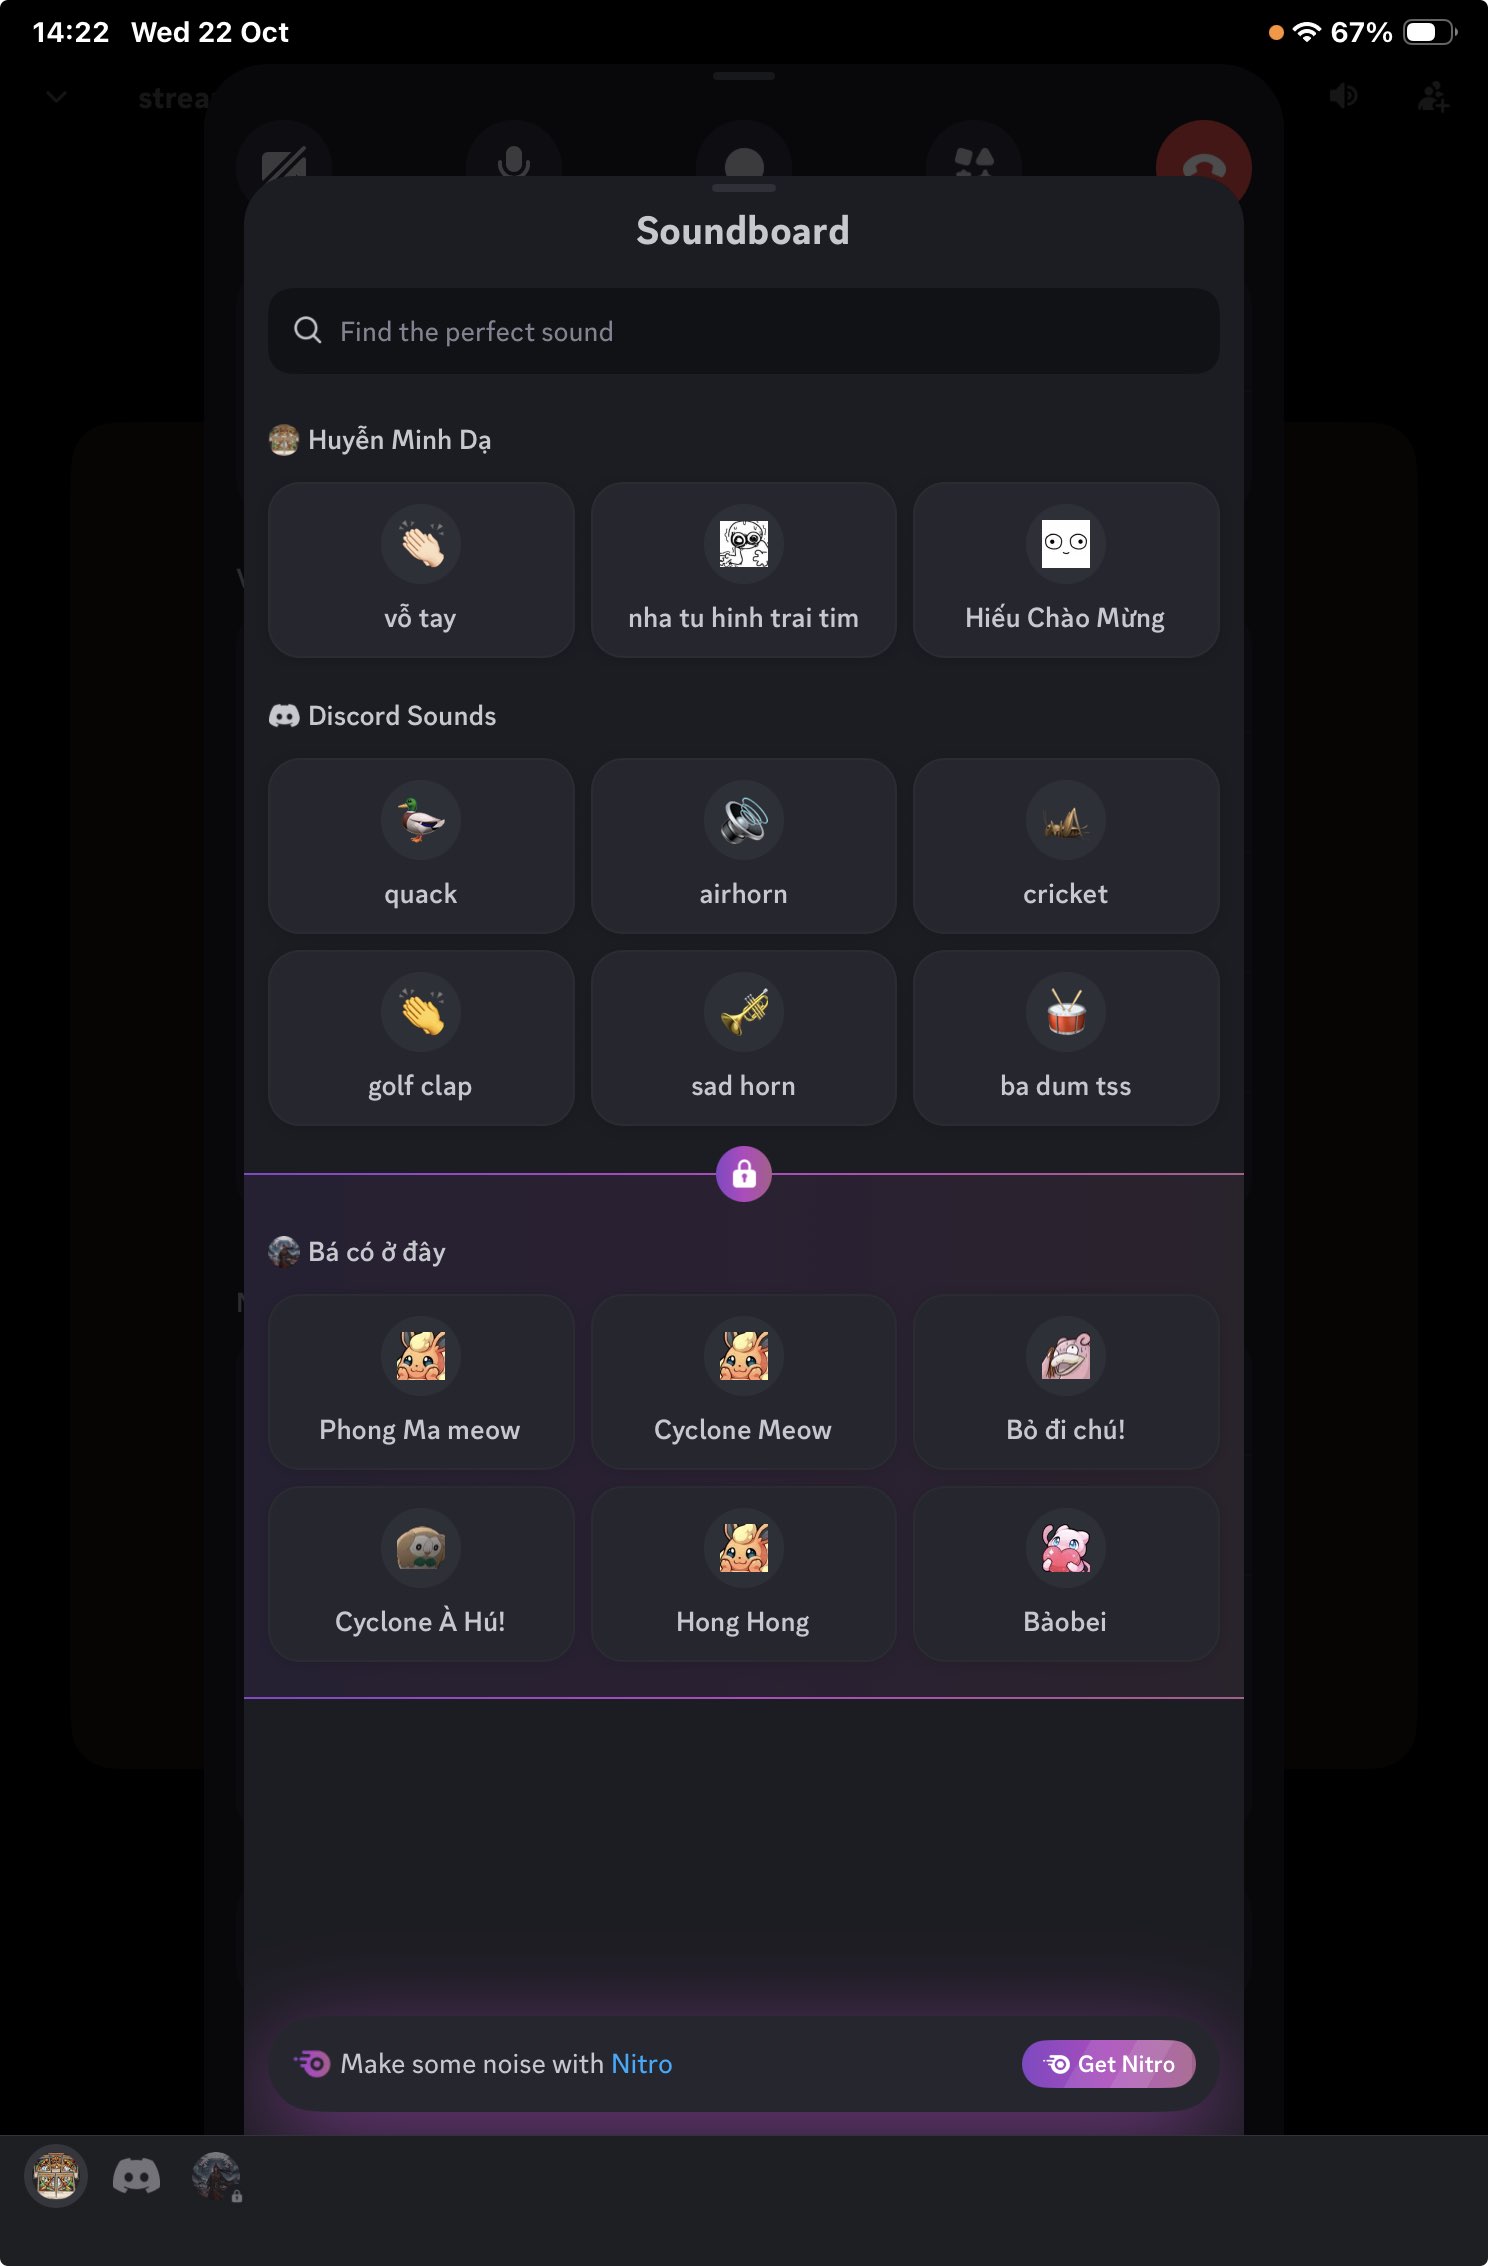 14:22 Wed 22 Oct
67%
strea
Soundboard
Find the perfect sound
Huyễn Minh Dạ
vỗ tay
nha tu hinh trai tim
Hiếu Chào Mừng
Discord Sounds
quack
airhorn
cricket
golf clap
sad horn
ba dum tss
Bá có ở đây
Phong Ma meow
Cyclone Meow
Bỏ đi chú!
Cyclone À Hú!
Hong Hong
Bảobei
Make some noise with Nitro
Get Nitro